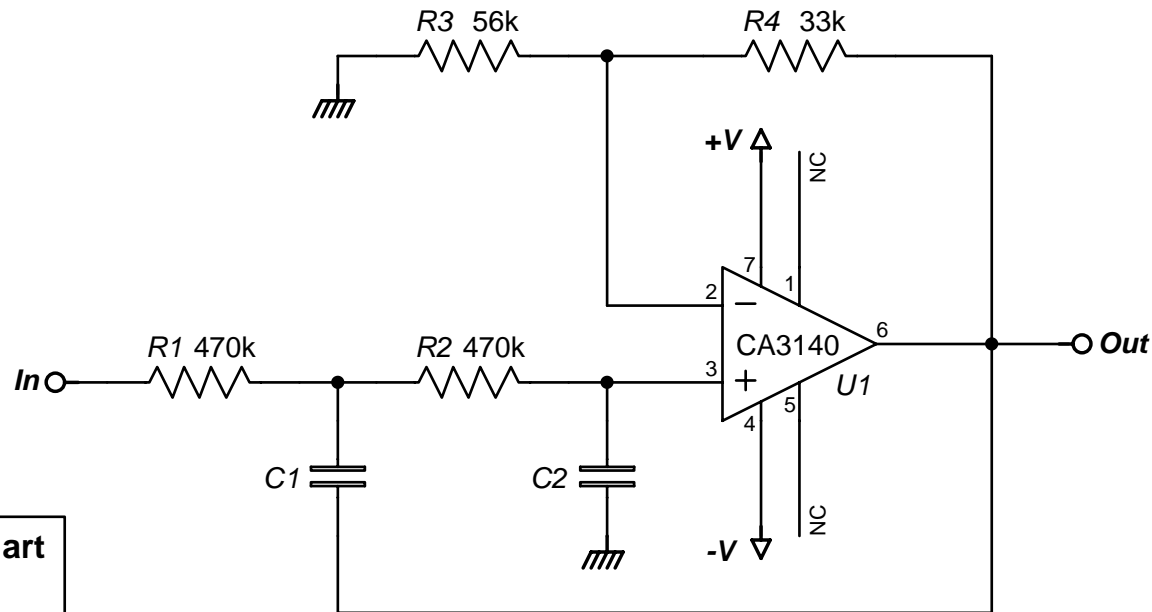 R3 56k
R4 33k
+V
NC
7
1
2
−
R1 470k
R2 470k
CA3140
6
Out
In
3
+
U1
5
4
C1
C2
NC
-V
art